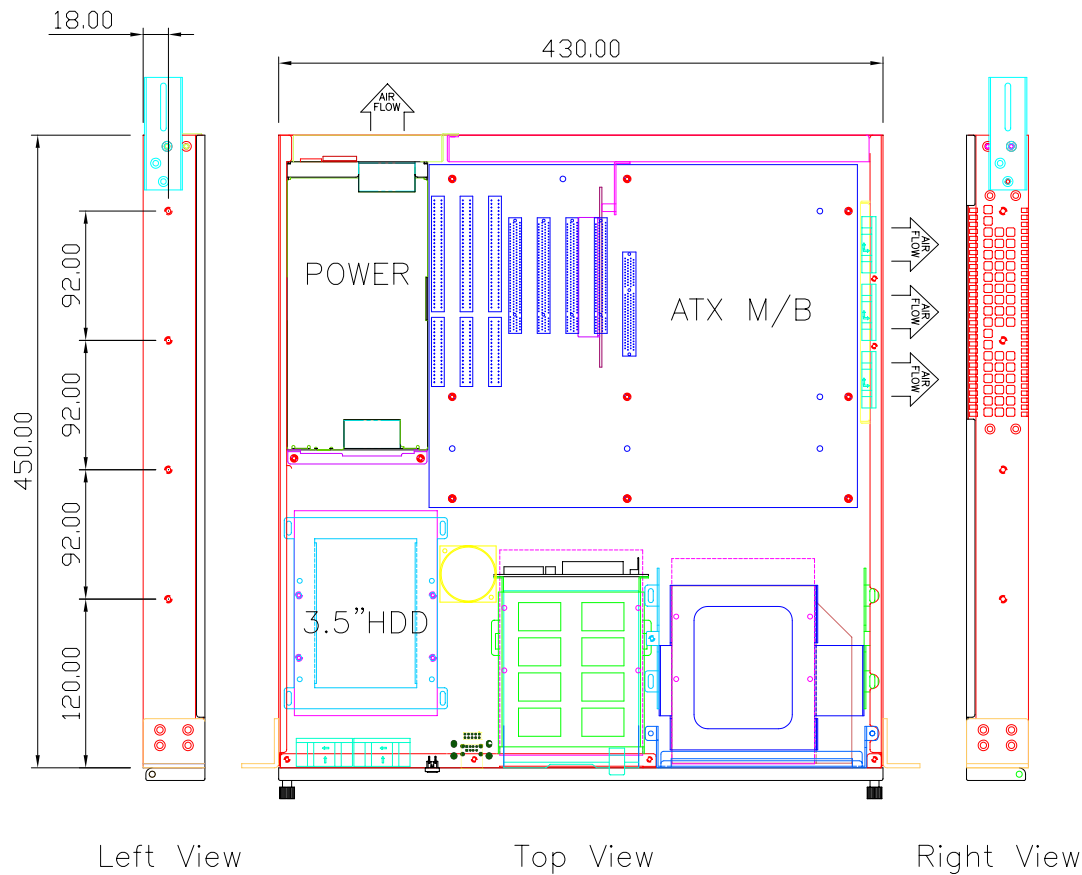 18.00
430.00
AIR
FLOW
POWER
ATX M/B
AIR
FLOW
AIR
FLOW
AIR
FLOW
92.00
92.00
92.00
450.00
120.00
3.5”HDD
Left View
Top View
Right View